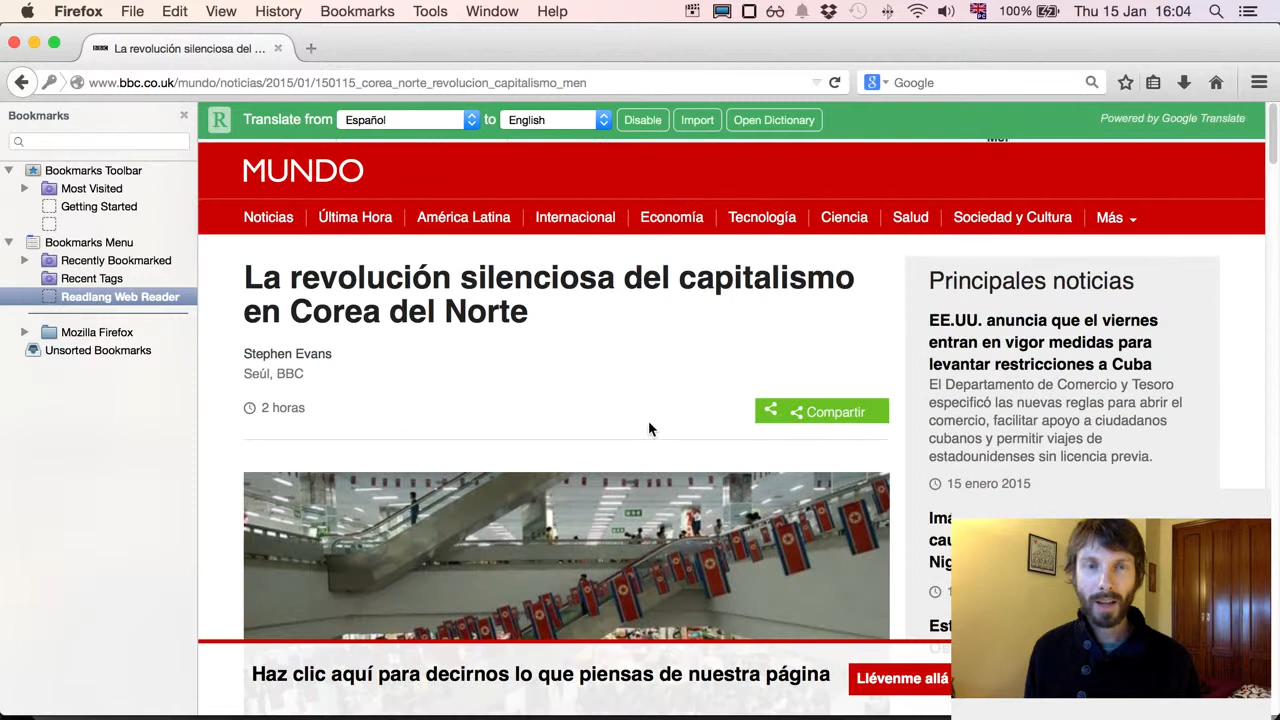 Firefox File Edit View History Bookmarks Tools Window Help 100% Thu 15 Jan 16:04
BBC La revolución silenciosa del ...
www.bbc.co.uk/mundo/noticias/2015/01/150115_corea_norte_revolucion_capitalismo_men
Google
Bookmarks
Bookmarks Toolbar
Most Visited
Getting Started
Bookmarks Menu
Recently Bookmarked
Recent Tags
Readlang Web Reader
Mozilla Firefox
Unsorted Bookmarks
R Translate from Español to English Disable Import Open Dictionary Powered by Google Translate
MUNDO
Noticias Última Hora América Latina Internacional Economía Tecnología Ciencia Salud Sociedad y Cultura Más
La revolución silenciosa del capitalismo
en Corea del Norte
Stephen Evans
Seúl, BBC
2 horas
Compartir
Principales noticias
EE.UU. anuncia que el viernes
entran en vigor medidas para
levantar restricciones a Cuba
El Departamento de Comercio y Tesoro
especificó las nuevas reglas para abrir el
comercio, facilitar apoyo a ciudadanos
cubanos y permitir viajes de
estadounidenses sin licencia previa.
15 enero 2015
Haz clic aquí para decirnos lo que piensas de nuestra página
Llévenme allá